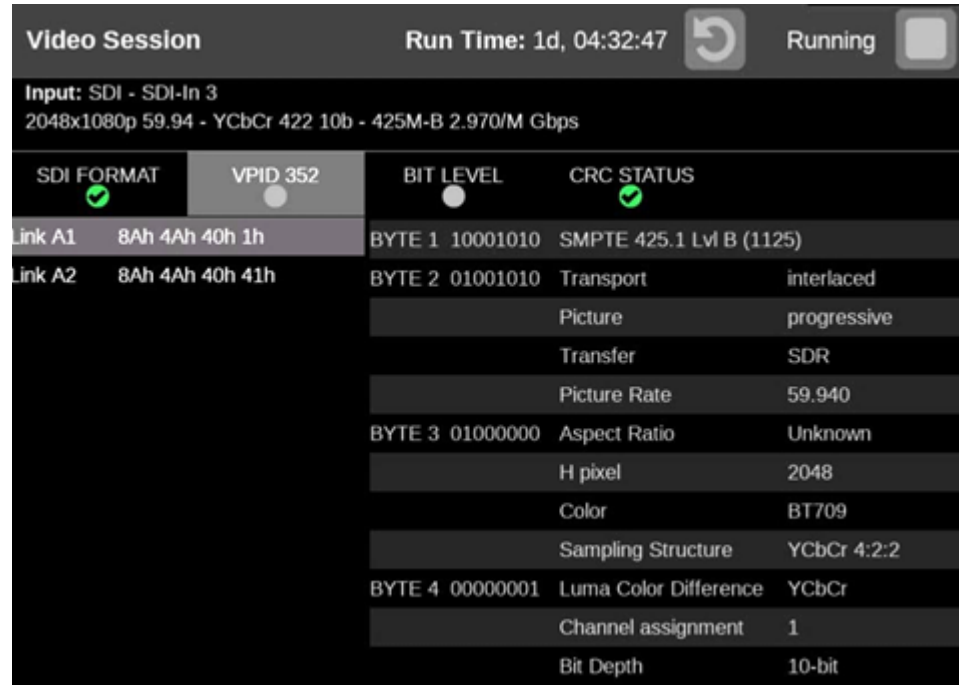 Video Session Run Time: 1d, 04:32:47 Running
Input: SDI - SDI-In 3
2048x1080p 59.94 - YCbCr 422 10b - 425M-B 2.970/M Gbps
SDI FORMAT VPID 352 BIT LEVEL CRC STATUS
Link A1 8Ah 4Ah 40h 1h
Link A2 8Ah 4Ah 40h 41h
BYTE 1 10001010 SMPTE 425.1 Lvl B (1125)
BYTE 2 01001010 Transport interlaced
Picture progressive
Transfer SDR
Picture Rate 59.940
BYTE 3 01000000 Aspect Ratio Unknown
H pixel 2048
Color BT709
Sampling Structure YCbCr 4:2:2
BYTE 4 00000001 Luma Color Difference YCbCr
Channel assignment 1
Bit Depth 10-bit